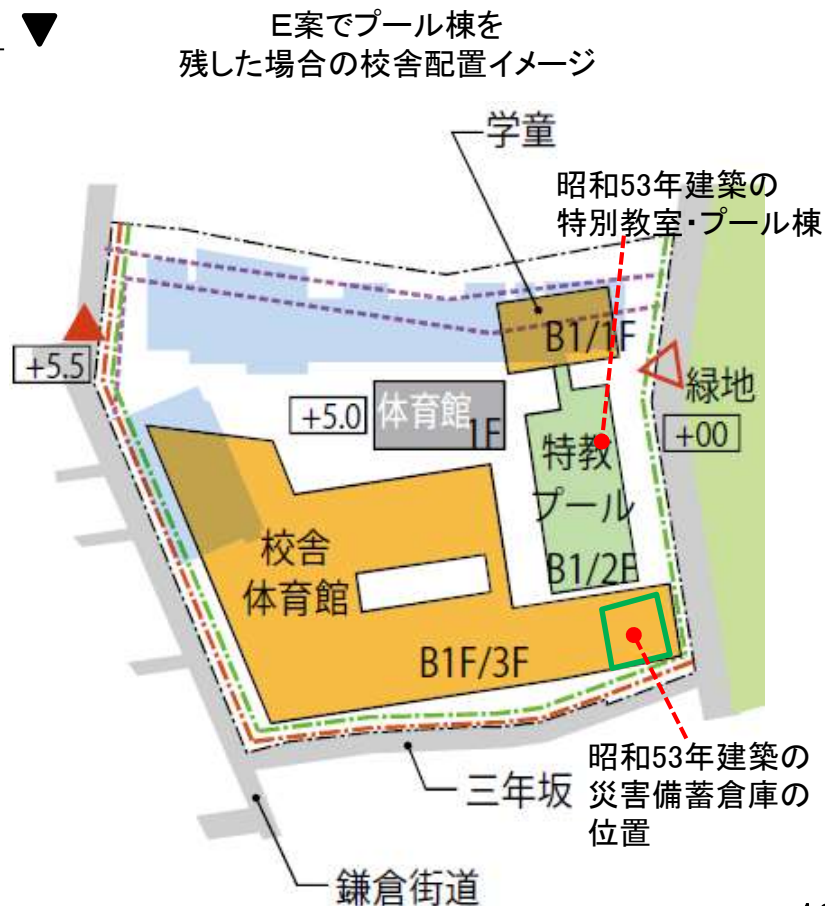 ▼
E案でプール棟を
残した場合の校舎配置イメージ
学童
昭和53年建築の
特別教室・プール棟
B1/1F
+5.5
緑地
+00
+5.0
体育館
1F
特教
プール
B1/2F
校舎
体育館
B1F/3F
昭和53年建築の
災害備蓄倉庫の
位置
三年坂
鎌倉街道